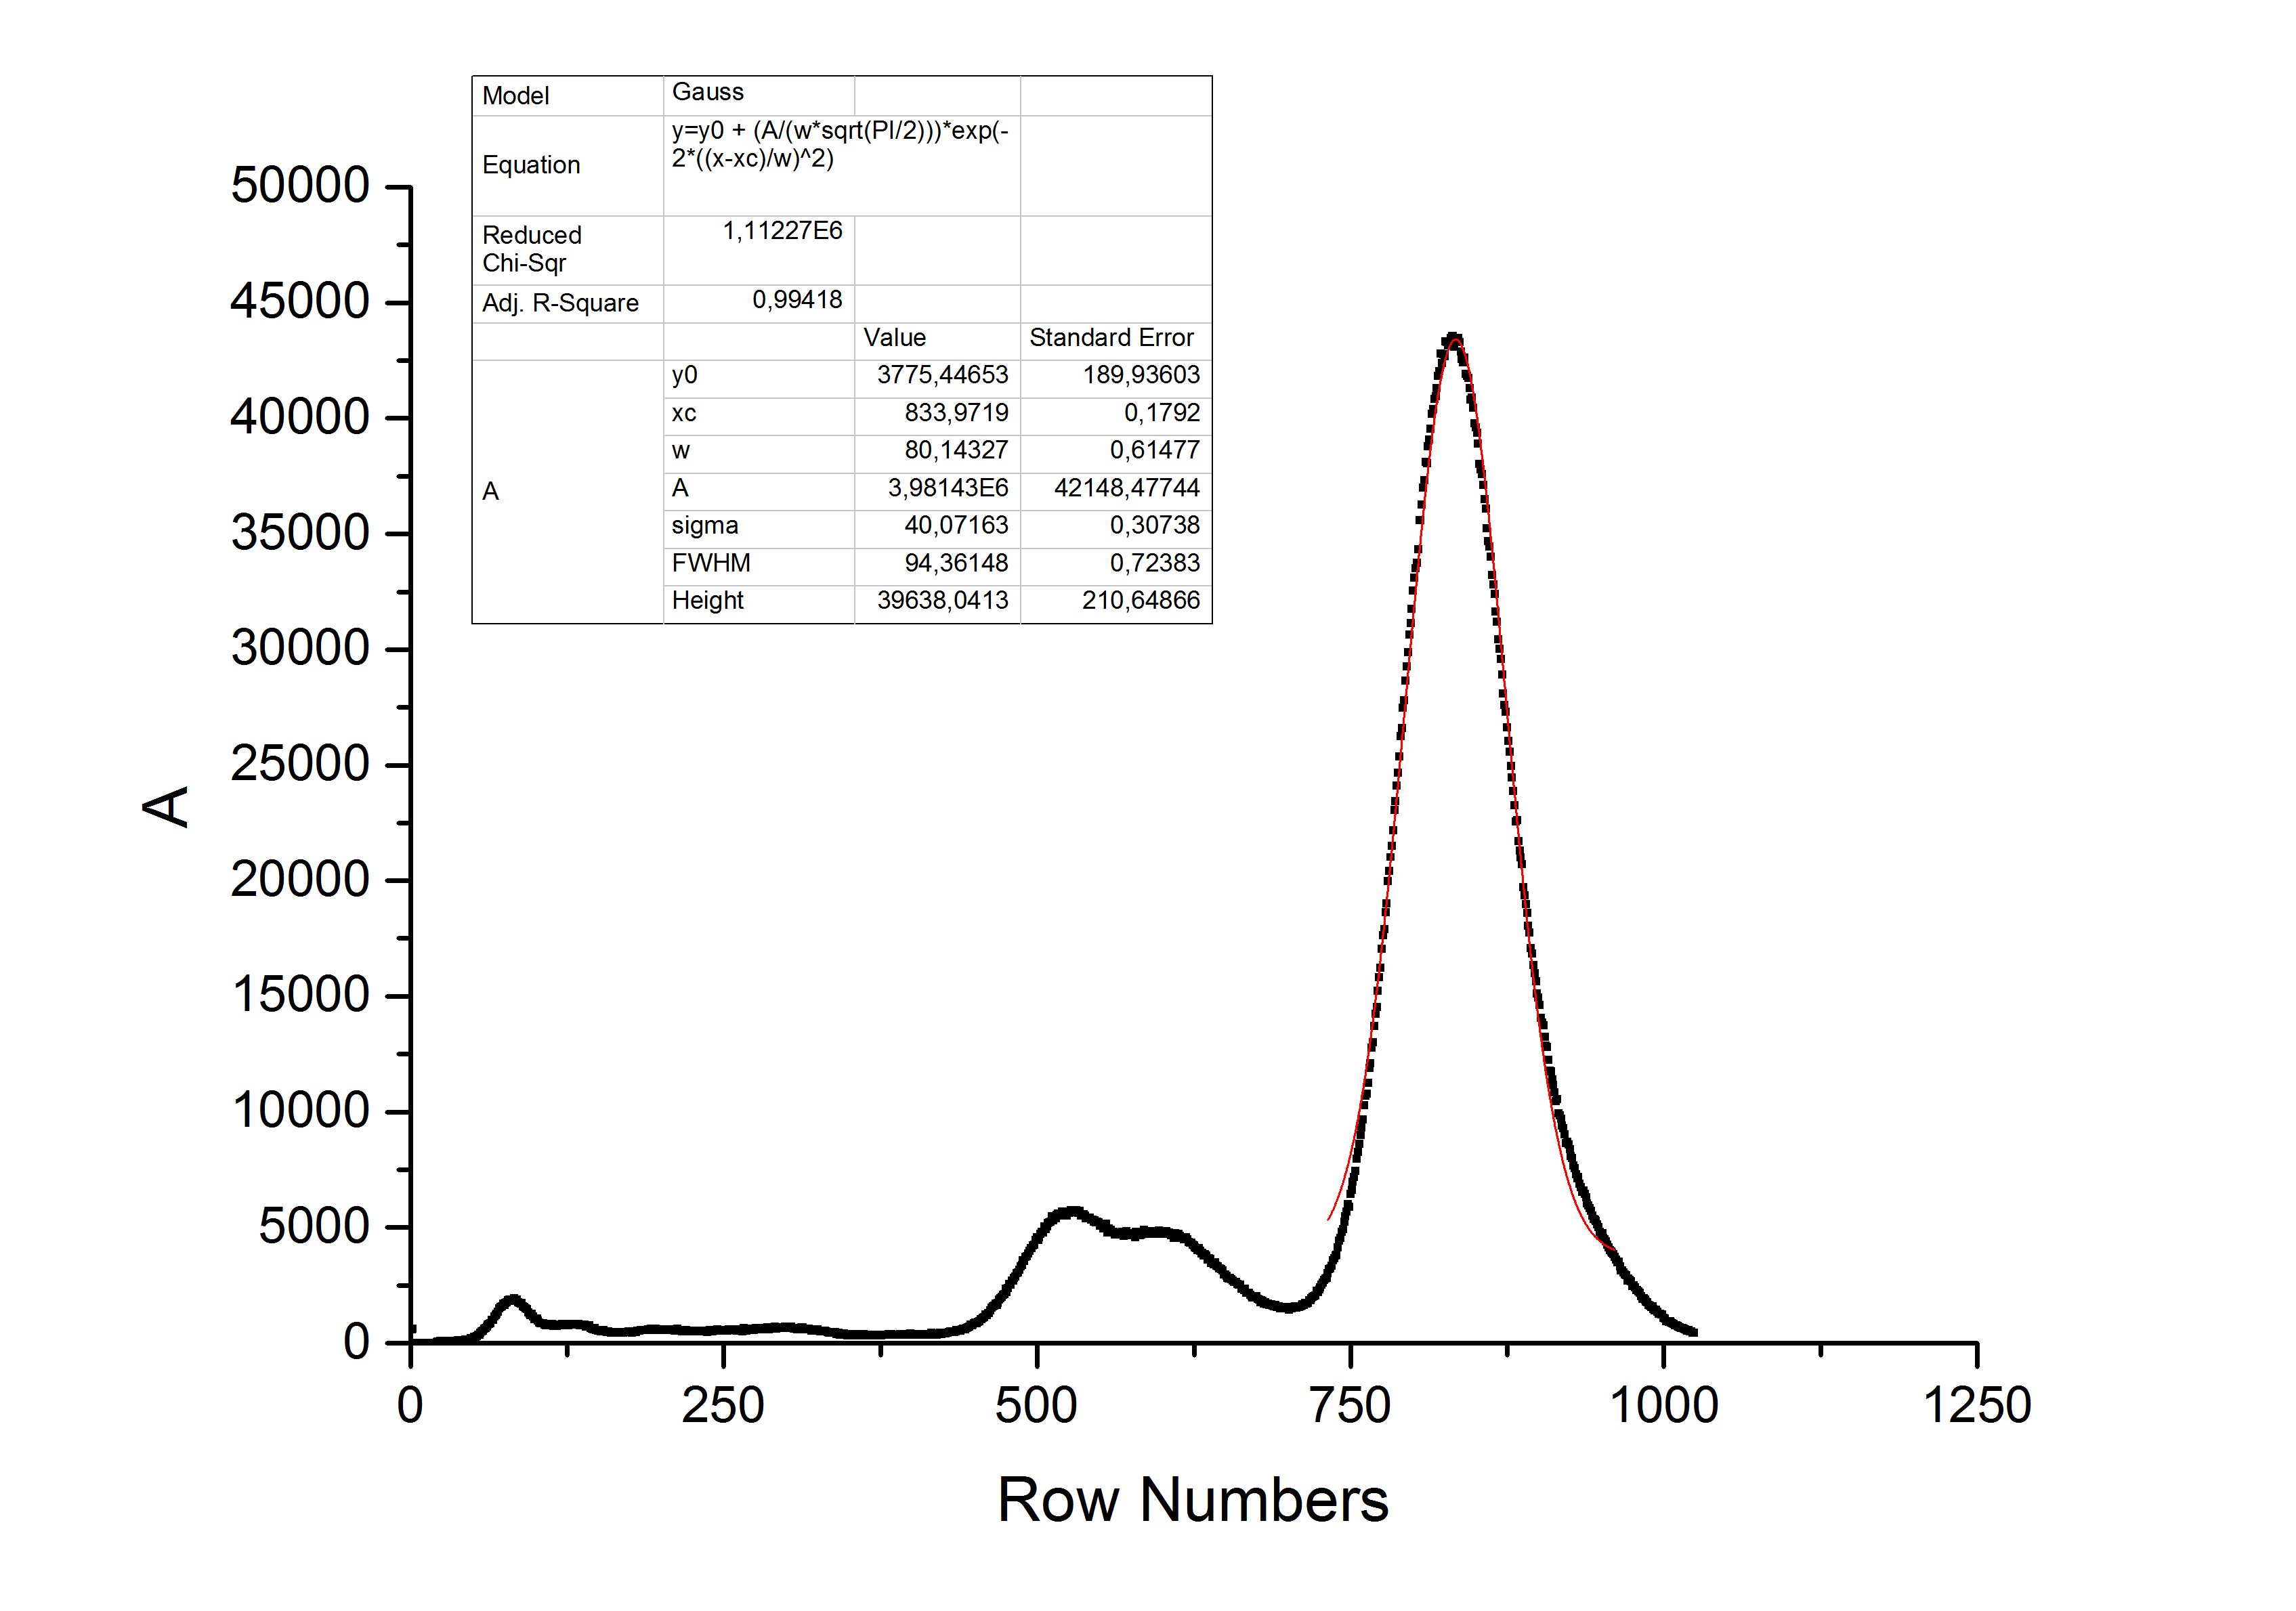 Model Gauss
Equation y=y0 + (A/(w*sqrt(PI/2)))*exp(-
2*((x-xc)/w)^2)
Reduced
Chi-Sqr 1,11227E6
Adj. R-Square 0,99418
Value Standard Error
A
y0 3775,44653 189,93603
xc 833,9719 0,1792
w 80,14327 0,61477
A 3,98143E6 42148,47744
sigma 40,07163 0,30738
FWHM 94,36148 0,72383
Height 39638,0413 210,64866
50000
45000
40000
35000
30000
25000
20000
15000
10000
5000
0
A
0 250 500 750 1000 1250
Row Numbers